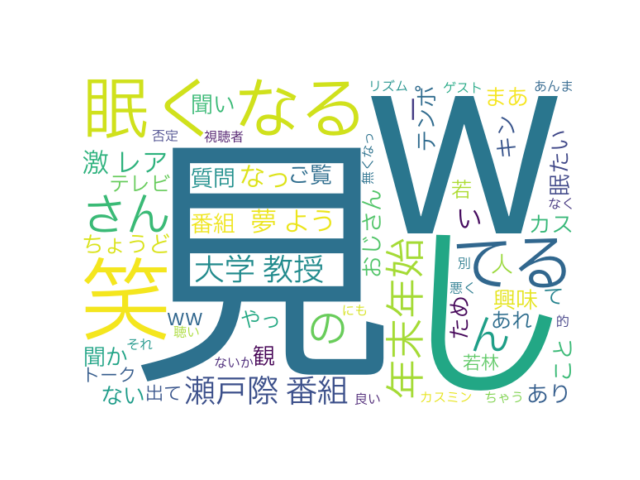 リズム ゲスト あんま
眠くなる
聞い
W
テンポ
ー
まあ
キン
否定 視聴者
無くなっ
激レア
テレビ
見
質問 なっ ご覧
番組 夢 よう
大学 教授
おじさん
若
い
眠たい
なく
カス
さん
ちょうど
笑
し
てる
年末年始
別 人
悪く
興味
て
ため
あれ
的
ん
こと
ww
聴い
やっ
の
にも
聞か
それ
トーク
ないか
観
若林
ない
出て
瀬戸際 番組
良い
カスミン
ちゃう
あり